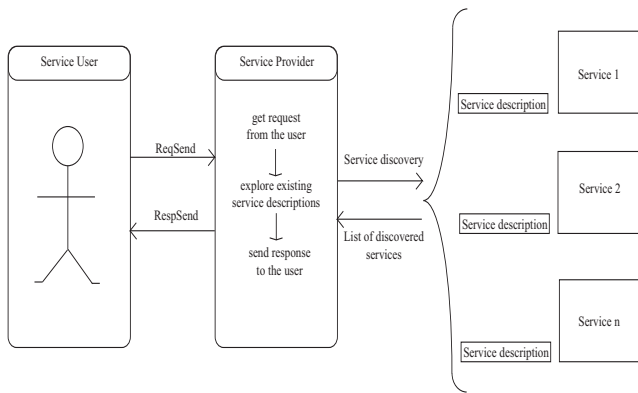 Service User
Service Provider
get request
from the user
explore existing
service descriptions
send response
to the user
ReqSend
RespSend
Service discovery
List of discovered
services
Service 1
Service description
Service 2
Service description
Service n
Service description